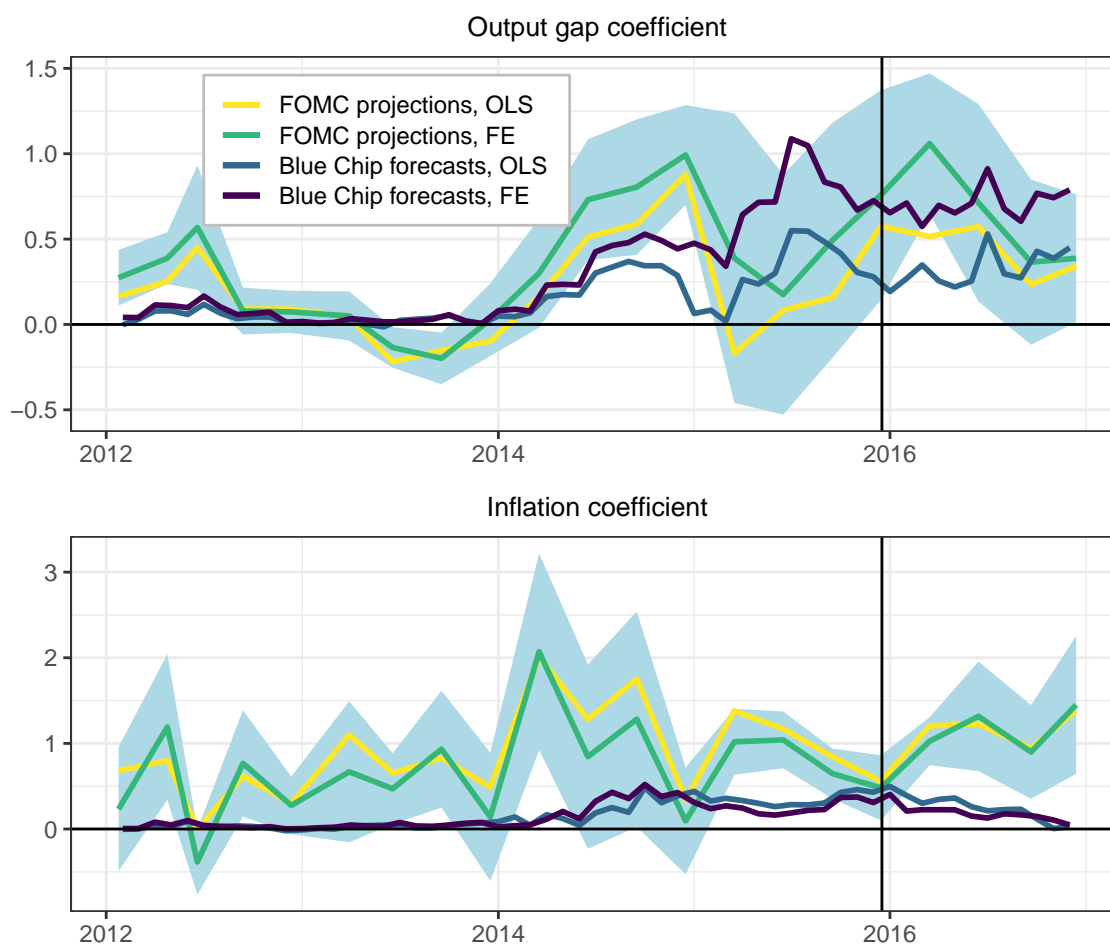 Output gap coefficient
1.5
1.0
0.5
0.0
−0.5
FOMC projections, OLS
FOMC projections, FE
Blue Chip forecasts, OLS
Blue Chip forecasts, FE
2012 2014 2016
Inflation coefficient
3
2
1
0
2012 2014 2016